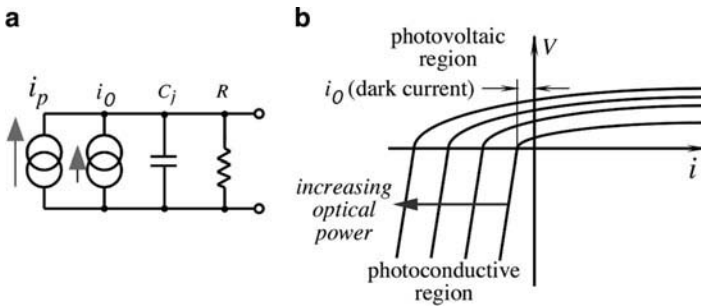 a
i_p
i_0
C_j
R
b
photovoltaic
region
V
i_0 (dark current)
i
increasing
optical
power
photoconductive
region